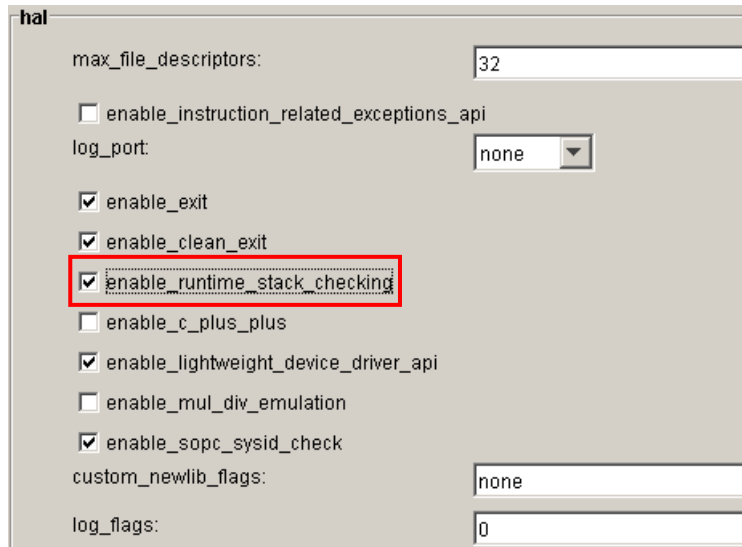 hal
max_file_descriptors: 32
enable_instruction_related_exceptions_api
log_port: none
enable_exit
enable_clean_exit
enable_runtime_stack_checking
enable_c_plus_plus
enable_lightweight_device_driver_api
enable_mul_div_emulation
enable_sopc_sysid_check
custom_newlib_flags: none
log_flags: 0